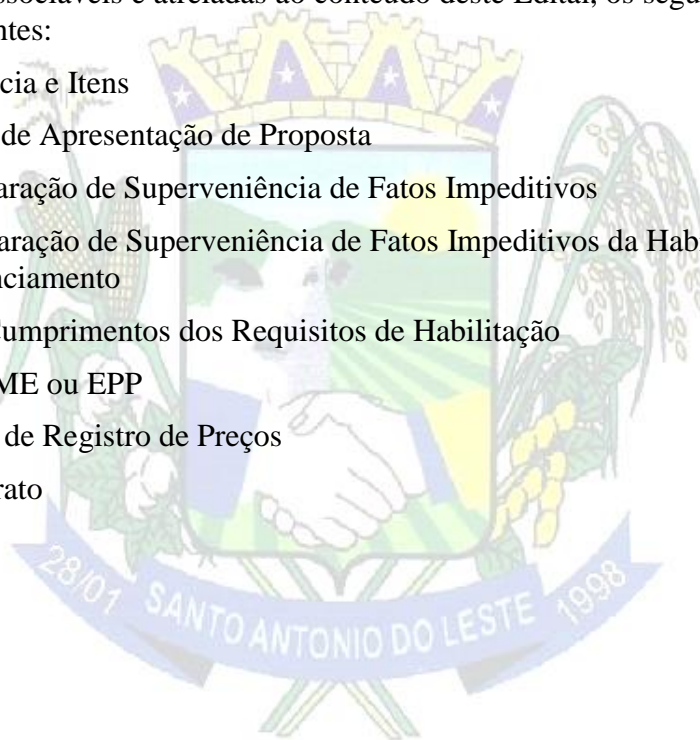 ssociáveis e atreladas ao conteúdo deste Edital, os segu
ntes:
cia e Itens
de Apresentação de Proposta
aração de Superveniência de Fatos Impeditivos
aração de Superveniência de Fatos Impeditivos da Hab
nciamento
Cumprimentos dos Requisitos de Habilitação
ME ou EPP
de Registro de Preços
rato
28/01 SANTO ANTONIO DO LESTE 1998